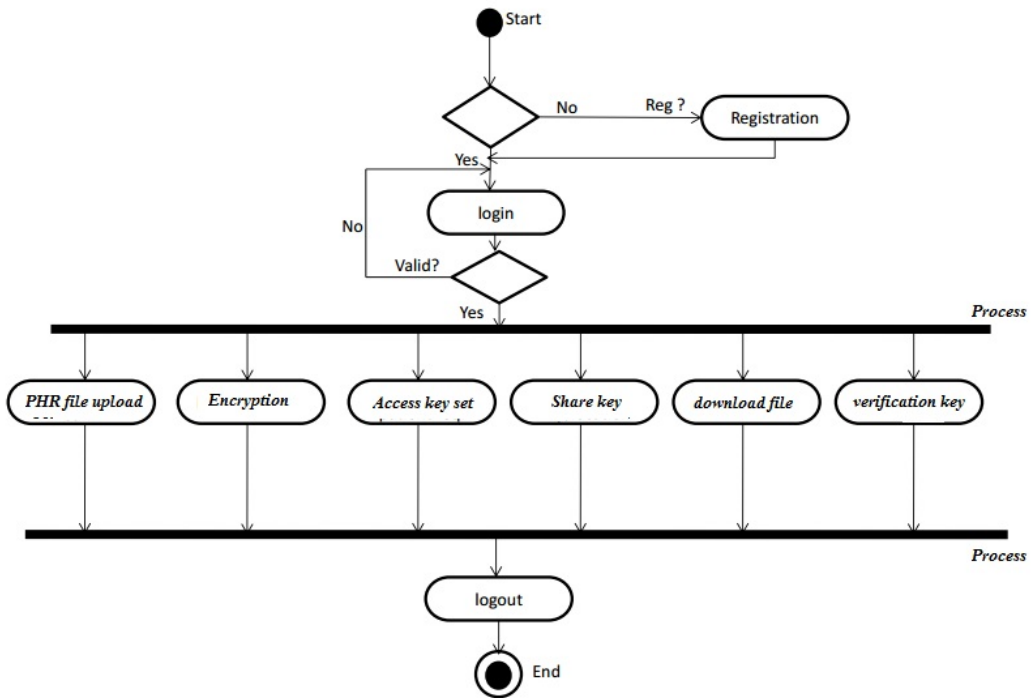 Start
No
Reg ?
Registration
Yes
login
No
Valid?
Yes
Process
PHR file upload
Encryption
Access key set
Share key
download file
verification key
Process
logout
End